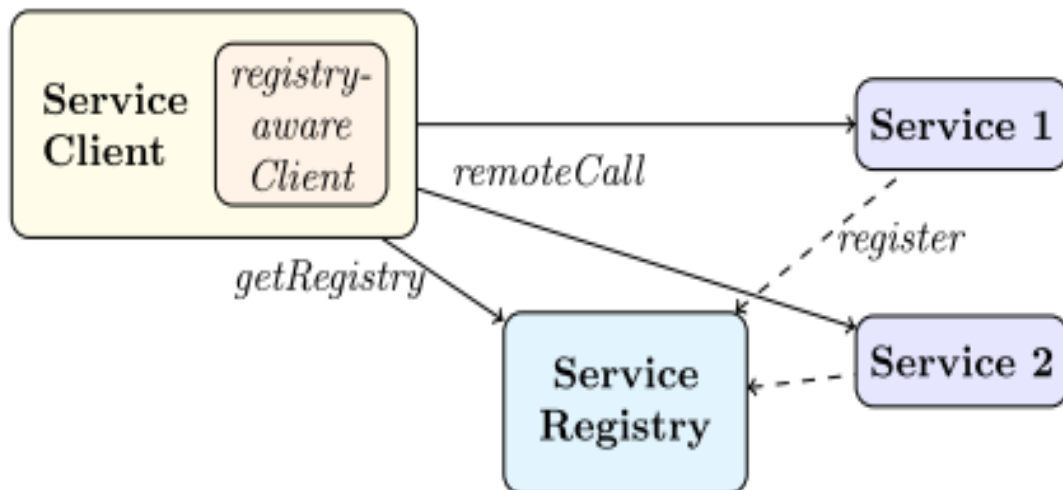 Service
Client
registry-
aware
Client
Service 1
remoteCall
register
getRegistry
Service
Registry
Service 2